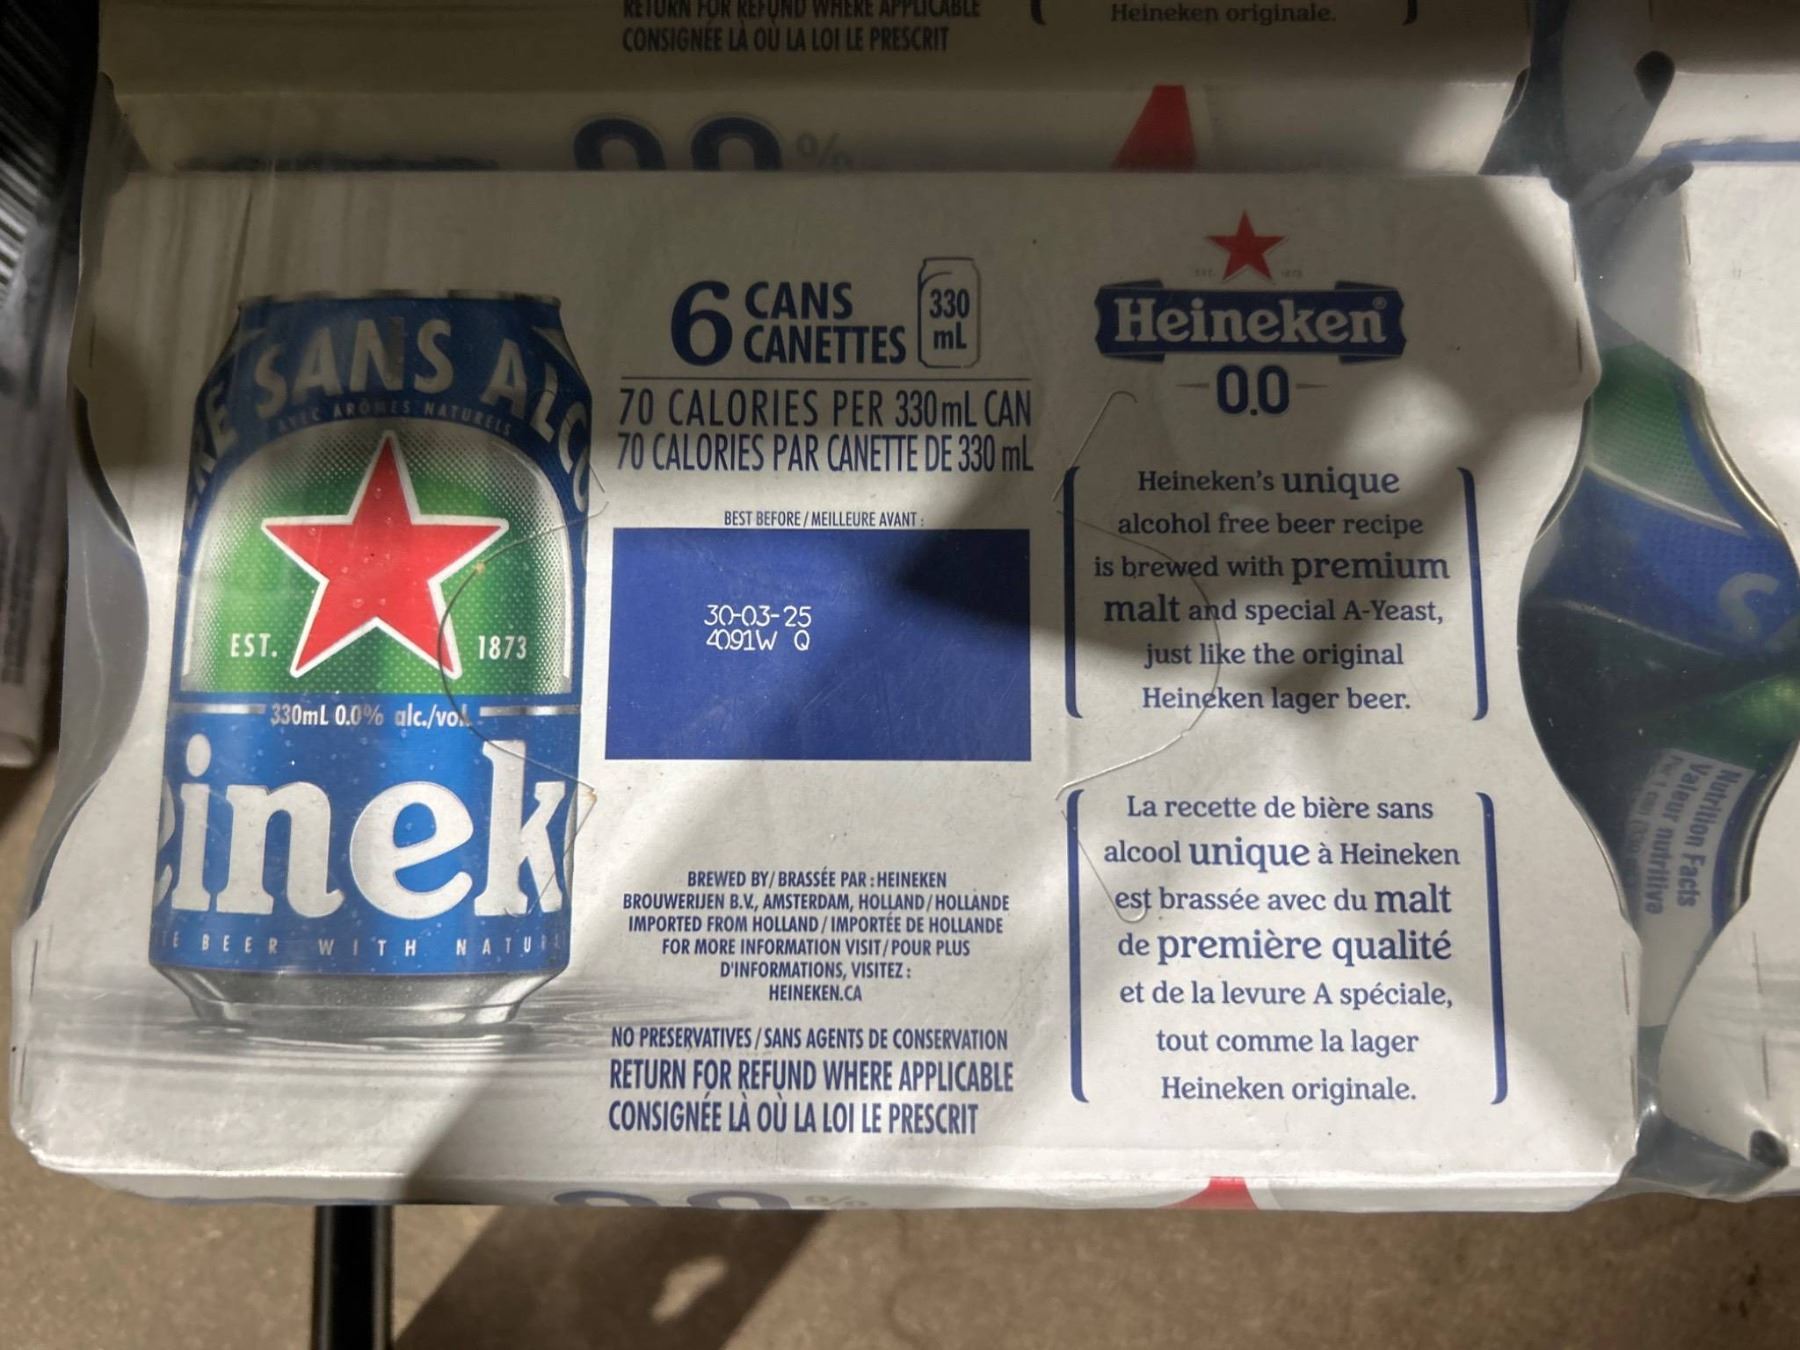 RETURN FOR REFUND WHERE APPLICABLE
CONSIGNÉE LÀ OÙ LA LOI LE PRESCRIT
Heineken originale.
%
SANS ALCO
AVEC ARÔMES NATURELS
EST. 1873
330mL 0.0% alc./vol.
einek
BEER WITH NATU
6 CANS
CANETTES
330
mL
70 CALORIES PER 330mL CAN
70 CALORIES PAR CANETTE DE 330 mL
BEST BEFORE / MEILLEURE AVANT :
30-03-25
4091W Q
BREWED BY / BRASSÉE PAR : HEINEKEN
BROUWERIJEN B.V., AMSTERDAM, HOLLAND / HOLLANDE
IMPORTED FROM HOLLAND / IMPORTÉE DE HOLLANDE
FOR MORE INFORMATION VISIT / POUR PLUS
D'INFORMATIONS, VISITEZ :
HEINEKEN.CA
NO PRESERVATIVES / SANS AGENTS DE CONSERVATION
RETURN FOR REFUND WHERE APPLICABLE
CONSIGNÉE LÀ OÙ LA LOI LE PRESCRIT
EST. 1873
Heineken®
0.0
Heineken's unique
alcohol free beer recipe
is brewed with premium
malt and special A-Yeast,
just like the original
Heineken lager beer.
La recette de bière sans
alcool unique à Heineken
est brassée avec du malt
de première qualité
et de la levure A spéciale,
tout comme la lager
Heineken originale.
Nutrition Facts
Valeur nutritive